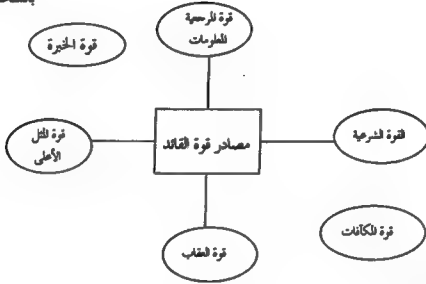 قوة المرجعية
للمعلومات
قوة الخبرة
قوة المثل
الأعلى
مصادر قوة القائد
القوة الشرعية
قوة المكافآت
قوة العقاب